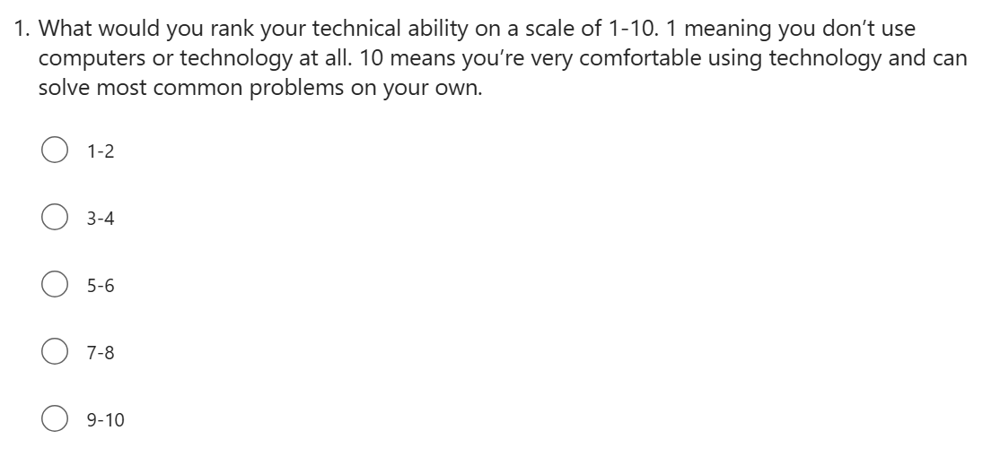 1. What would you rank your technical ability on a scale of 1-10. 1 meaning you don't use
computers or technology at all. 10 means you're very comfortable using technology and can
solve most common problems on your own.
1-2
3-4
5-6
7-8
9-10